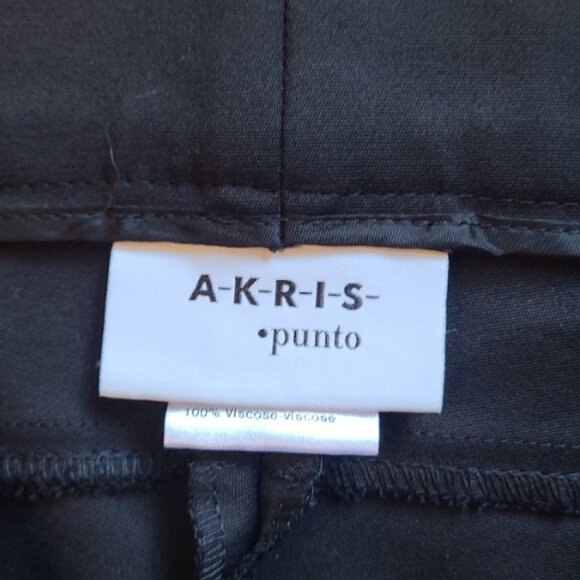 A-K-R-I-S-
•punto
100% Viscose Viscose